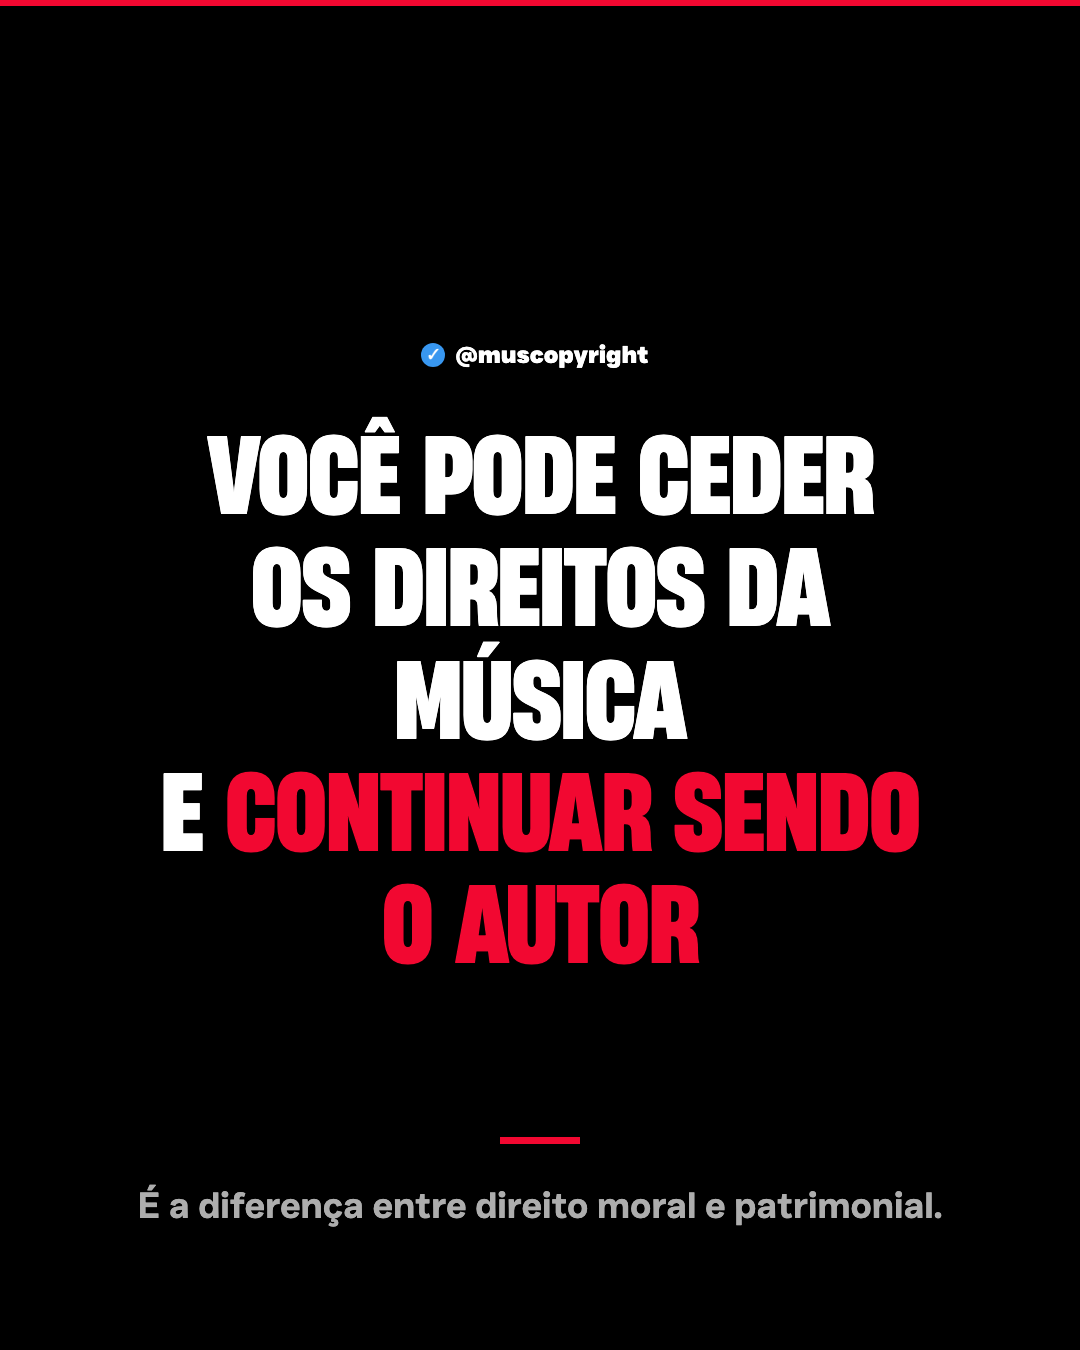 @muscopyright
VOCÊ PODE CEDER
OS DIREITOS DA
MÚSICA
E CONTINUAR SENDO
O AUTOR
É a diferença entre direito moral e patrimonial.